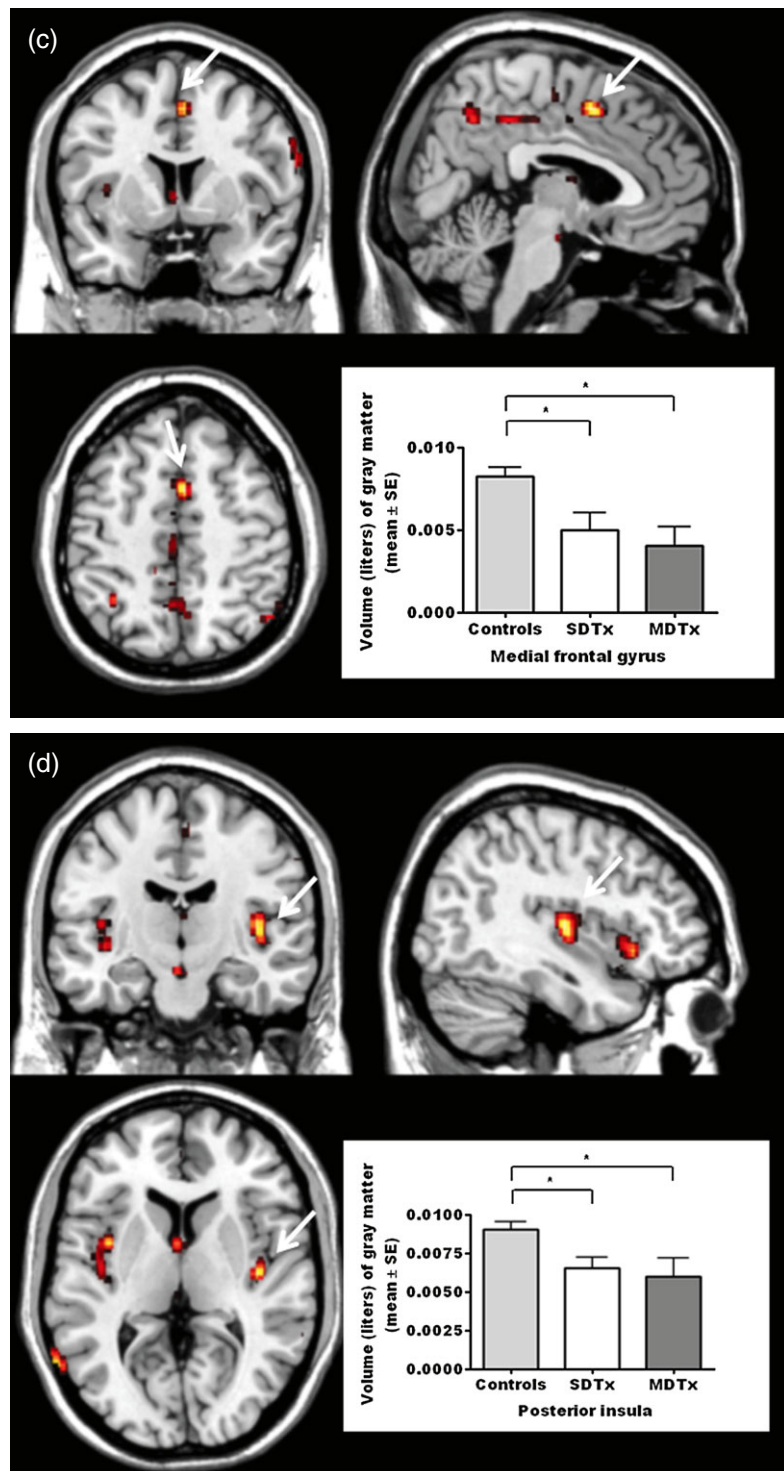 (c)
*
*
Volume (liters) of gray matter
(mean ± SE)
0.010
0.005
0.000
Controls SDTx MDTx
Medial frontal gyrus
(d)
*
*
Volume (liters) of gray matter
(mean ± SE)
0.0100
0.0075
0.0050
0.0025
0.0000
Controls SDTx MDTx
Posterior insula